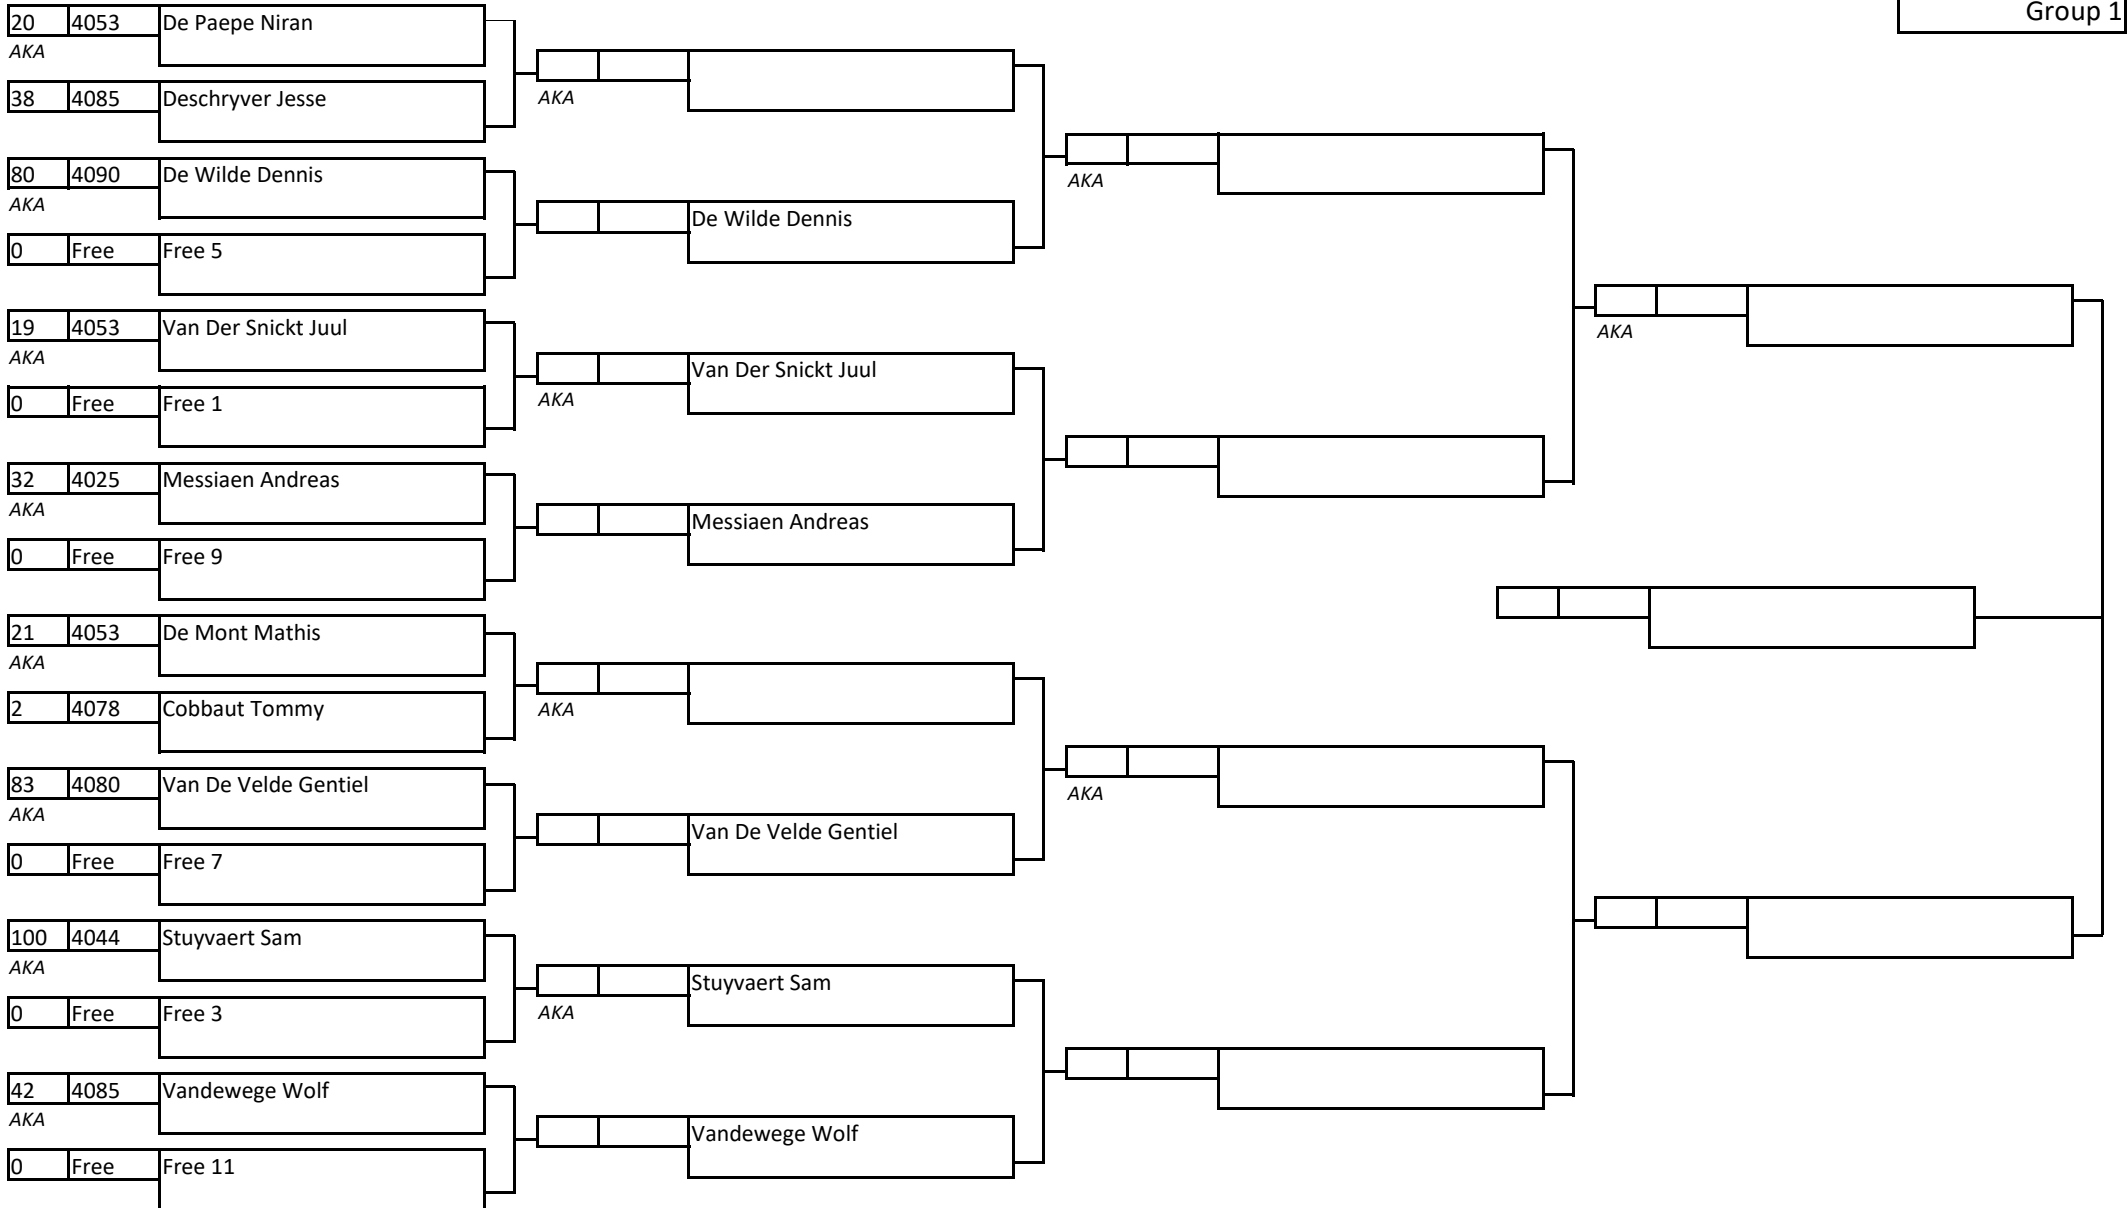 Group 1
20 4053 De Paepe Niran
AKA
38 4085 Deschryver Jesse
AKA
80 4090 De Wilde Dennis
AKA
De Wilde Dennis
0 Free Free 5
AKA
19 4053 Van Der Snickt Juul
AKA
Van Der Snickt Juul
0 Free Free 1
AKA
AKA
32 4025 Messiaen Andreas
AKA
Messiaen Andreas
0 Free Free 9
21 4053 De Mont Mathis
AKA
2 4078 Cobbaut Tommy
AKA
83 4080 Van De Velde Gentiel
AKA
AKA
Van De Velde Gentiel
0 Free Free 7
100 4044 Stuyvaert Sam
AKA
Stuyvaert Sam
0 Free Free 3
AKA
42 4085 Vandewege Wolf
AKA
Vandewege Wolf
0 Free Free 11